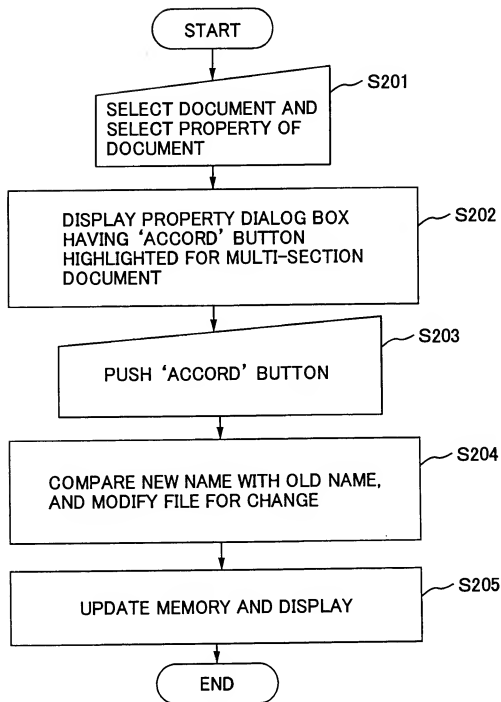 START
S201
SELECT DOCUMENT AND
SELECT PROPERTY OF
DOCUMENT
S202
DISPLAY PROPERTY DIALOG BOX
HAVING ‘ACCORD’ BUTTON
HIGHLIGHTED FOR MULTI-SECTION
DOCUMENT
S203
PUSH ‘ACCORD’ BUTTON
S204
COMPARE NEW NAME WITH OLD NAME,
AND MODIFY FILE FOR CHANGE
S205
UPDATE MEMORY AND DISPLAY
END